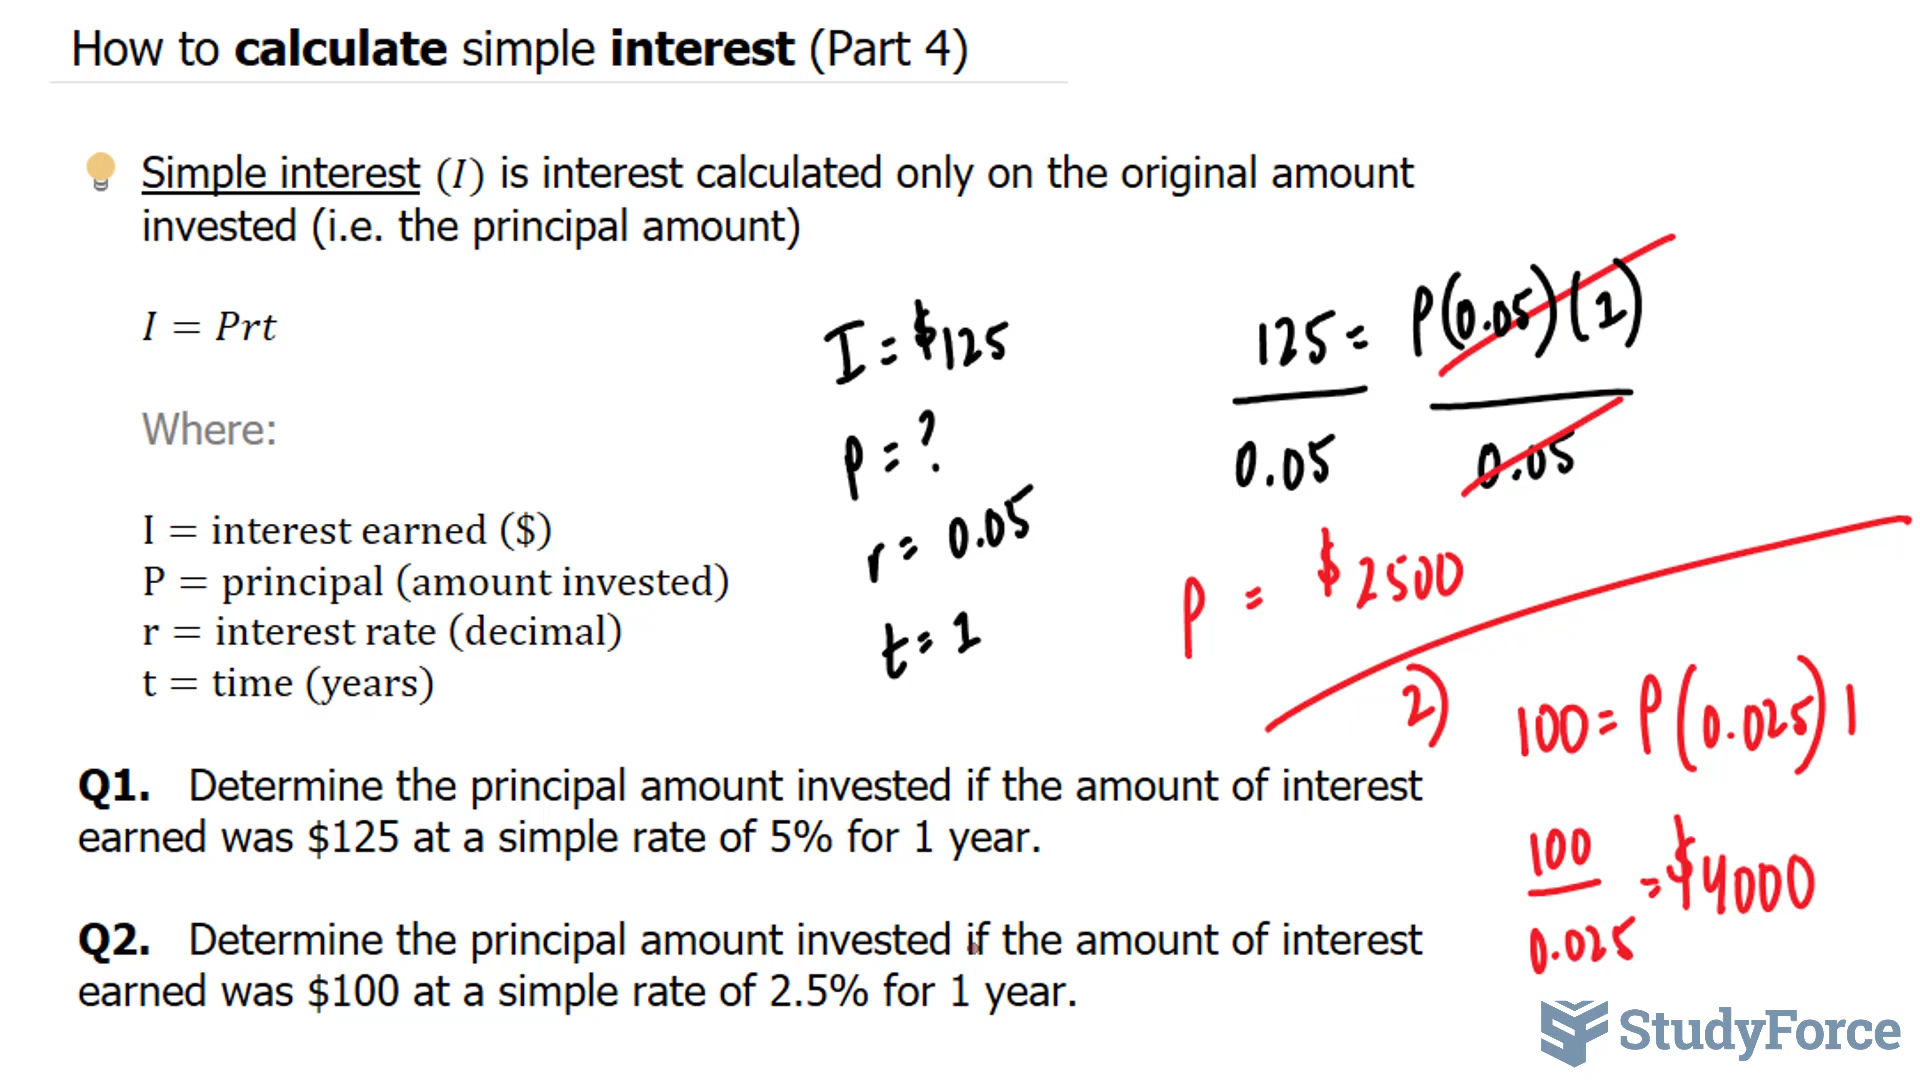 How to calculate simple interest (Part 4)
Simple interest (I) is interest calculated only on the original amount
invested (i.e. the principal amount)
I = Prt
Where:
I = interest earned ($)
P = principal (amount invested)
r = interest rate (decimal)
t = time (years)
I = $125
P = ?
r = 0.05
t = 1
125 = P(0.05)(1)
0.05 0.05
P = $2500
2) 100 = P(0.025) 1
100
0.025
= $4000
Q1. Determine the principal amount invested if the amount of interest
earned was $125 at a simple rate of 5% for 1 year.
Q2. Determine the principal amount invested if the amount of interest
earned was $100 at a simple rate of 2.5% for 1 year.
StudyForce